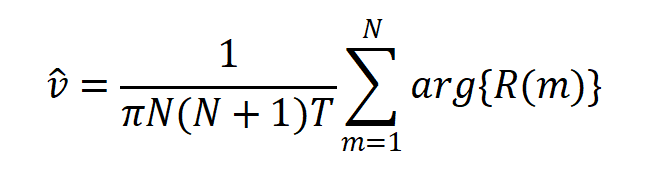 v̂ = 1/(πN(N + 1)T) ∑_{m=1}^{N} arg{R(m)}